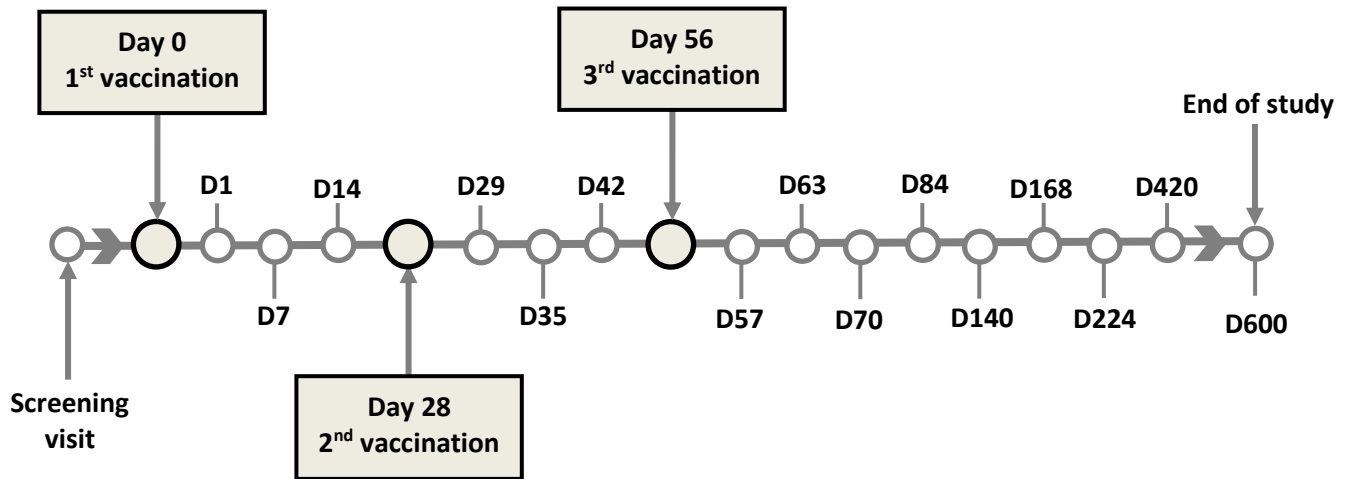 Day 0
1st vaccination
Day 56
3rd vaccination
End of study
D1
D14
D29
D42
D63
D84
D168
D420
D7
D35
D57
D70
D140
D224
D600
Screening
visit
Day 28
2nd vaccination